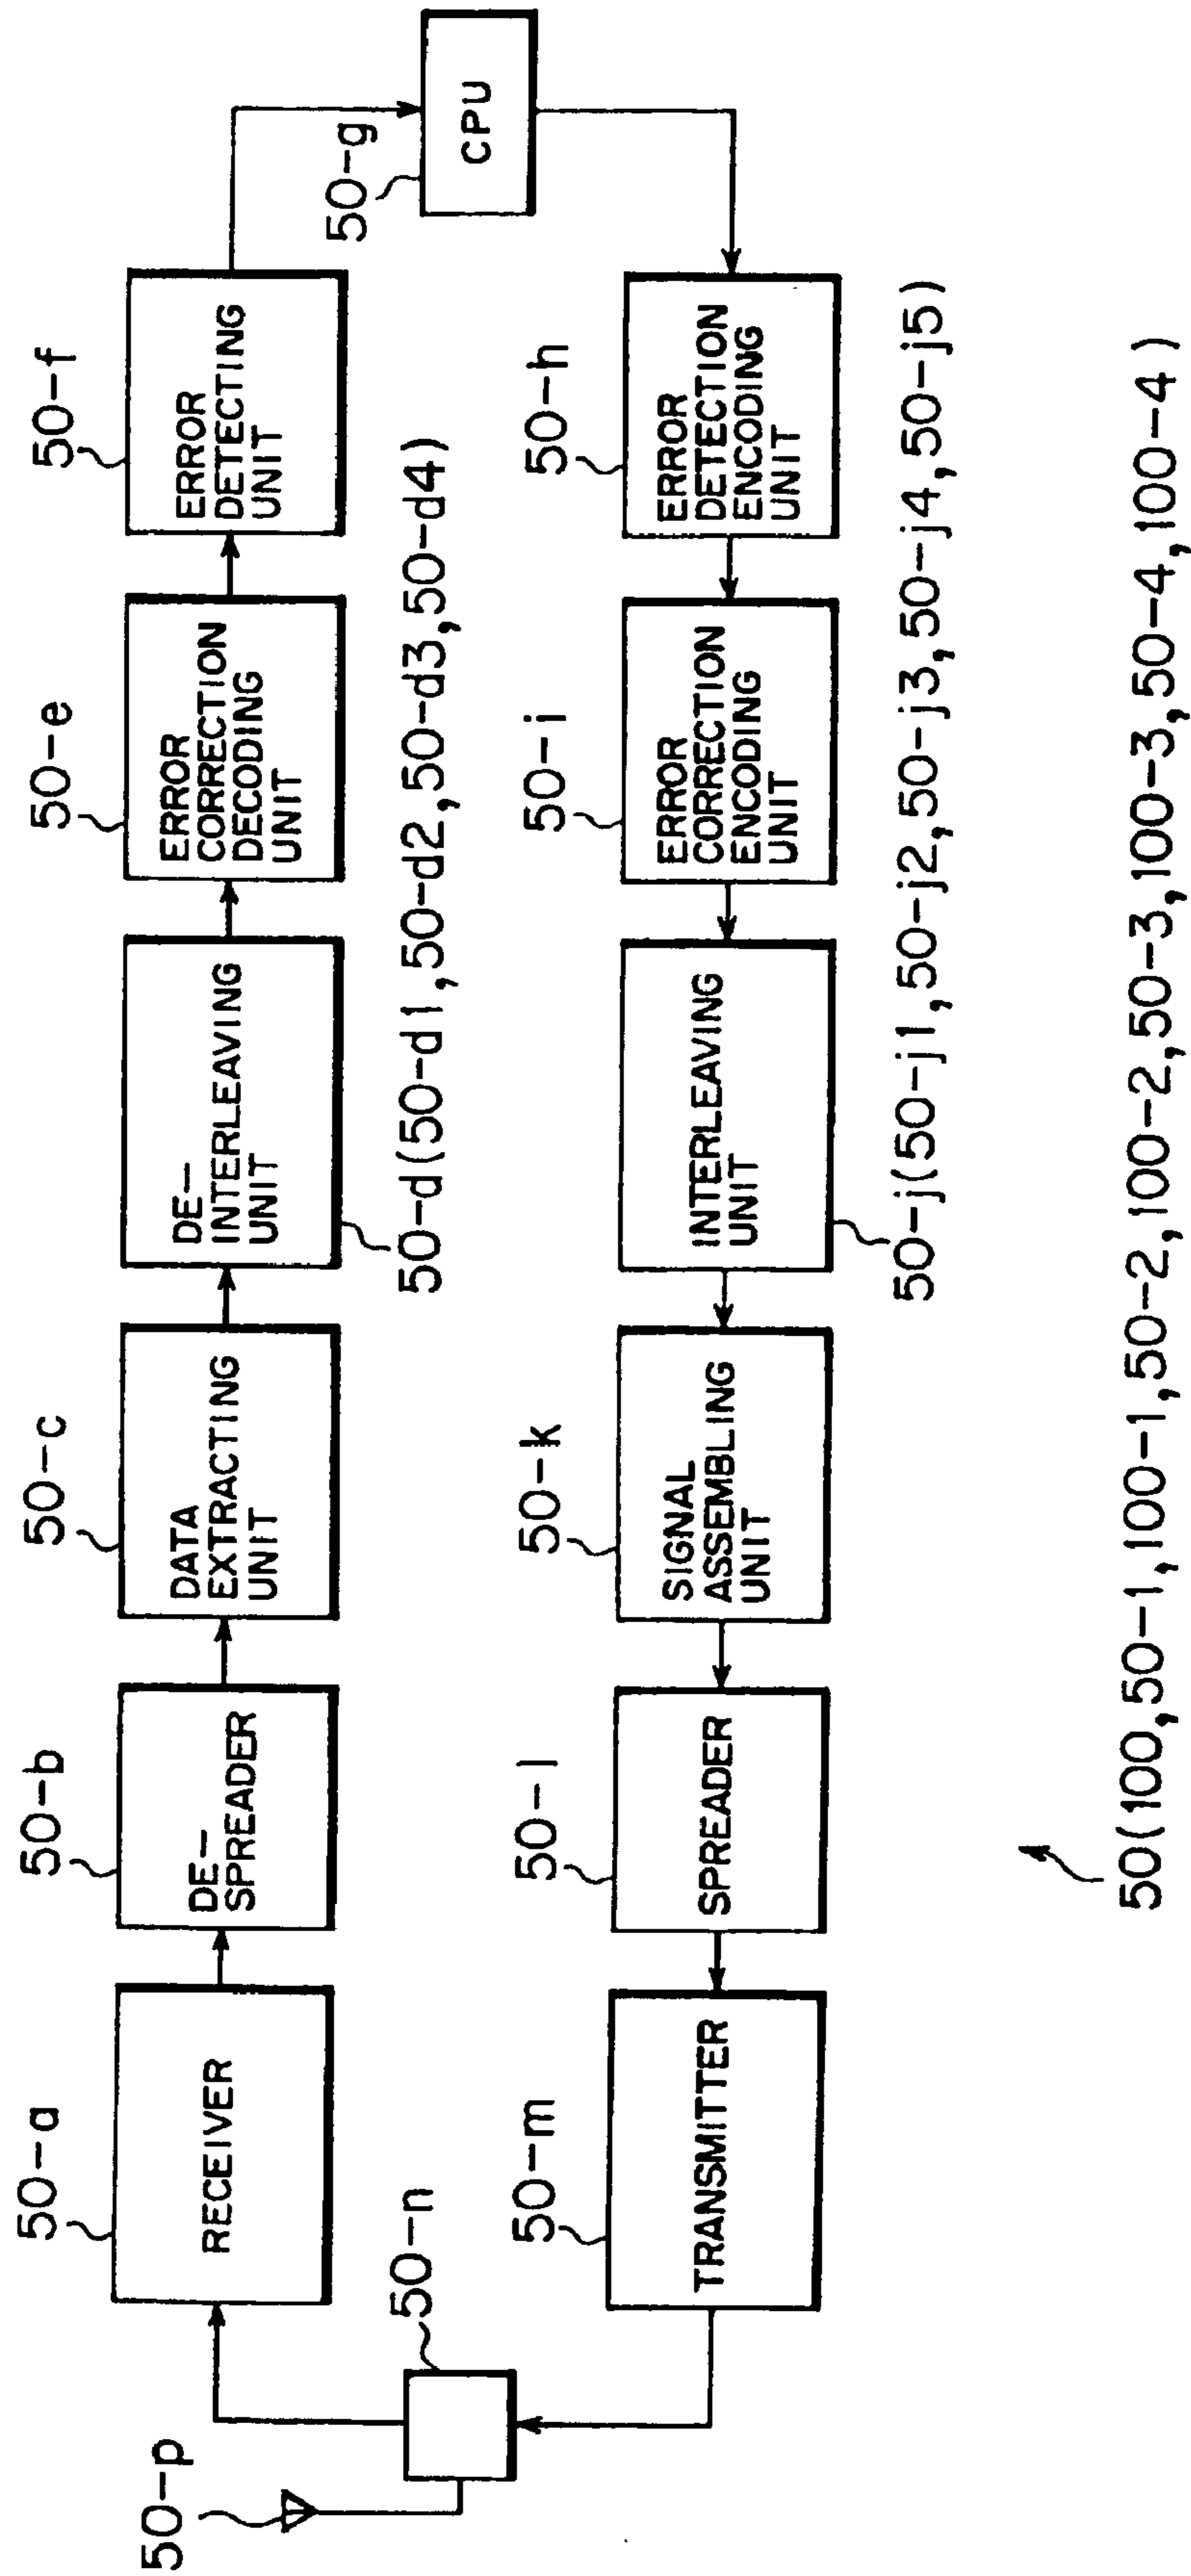 50-p
50-n
50-a
RECEIVER
50-b
DE-
SPREADER
50-c
DATA
EXTRACTING
UNIT
DE-
INTERLEAVING
UNIT
50-d(50-d1,50-d2,50-d3,50-d4)
50-e
ERROR
CORRECTION
DECODING
UNIT
50-f
ERROR
DETECTING
UNIT
50-g
CPU
50-h
ERROR
DETECTION
ENCODING
UNIT
50-i
ERROR
CORRECTION
ENCODING
UNIT
INTERLEAVING
UNIT
50-j(50-j1,50-j2,50-j3,50-j4,50-j5)
50-k
SIGNAL
ASSEMBLING
UNIT
50-l
SPREADER
50-m
TRANSMITTER
50(100,50-1,100-1,50-2,100-2,50-3,100-3,50-4,100-4)